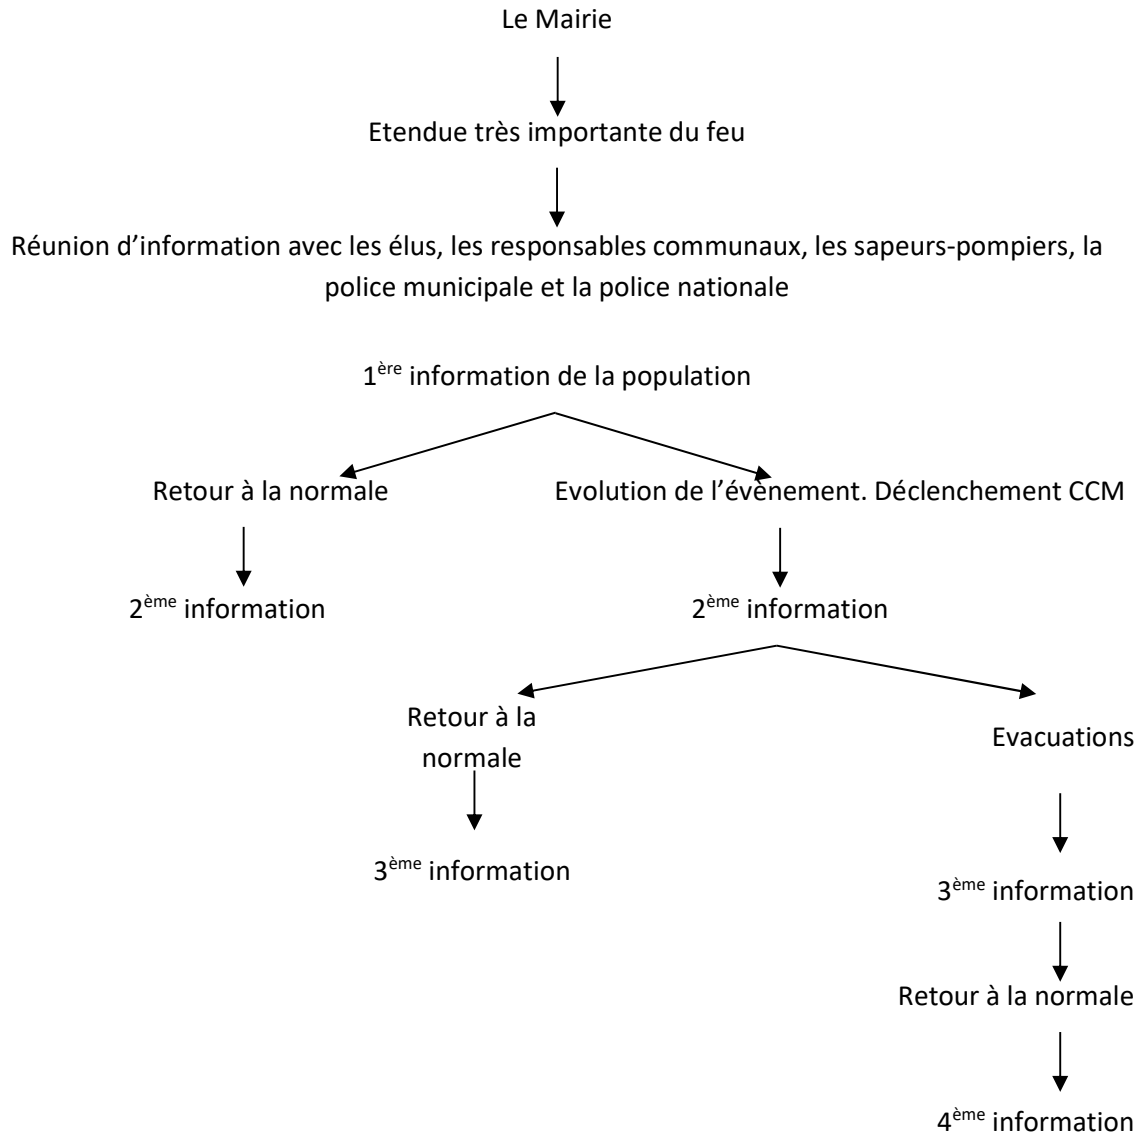 Le Mairie
Etendue très importante du feu
Réunion d’information avec les élus, les responsables communaux, les sapeurs-pompiers, la
police municipale et la police nationale
1ère information de la population
Retour à la normale
Evolution de l’évènement. Déclenchement CCM
2ème information
2ème information
Retour à la
normale
Evacuations
3ème information
3ème information
Retour à la normale
4ème information